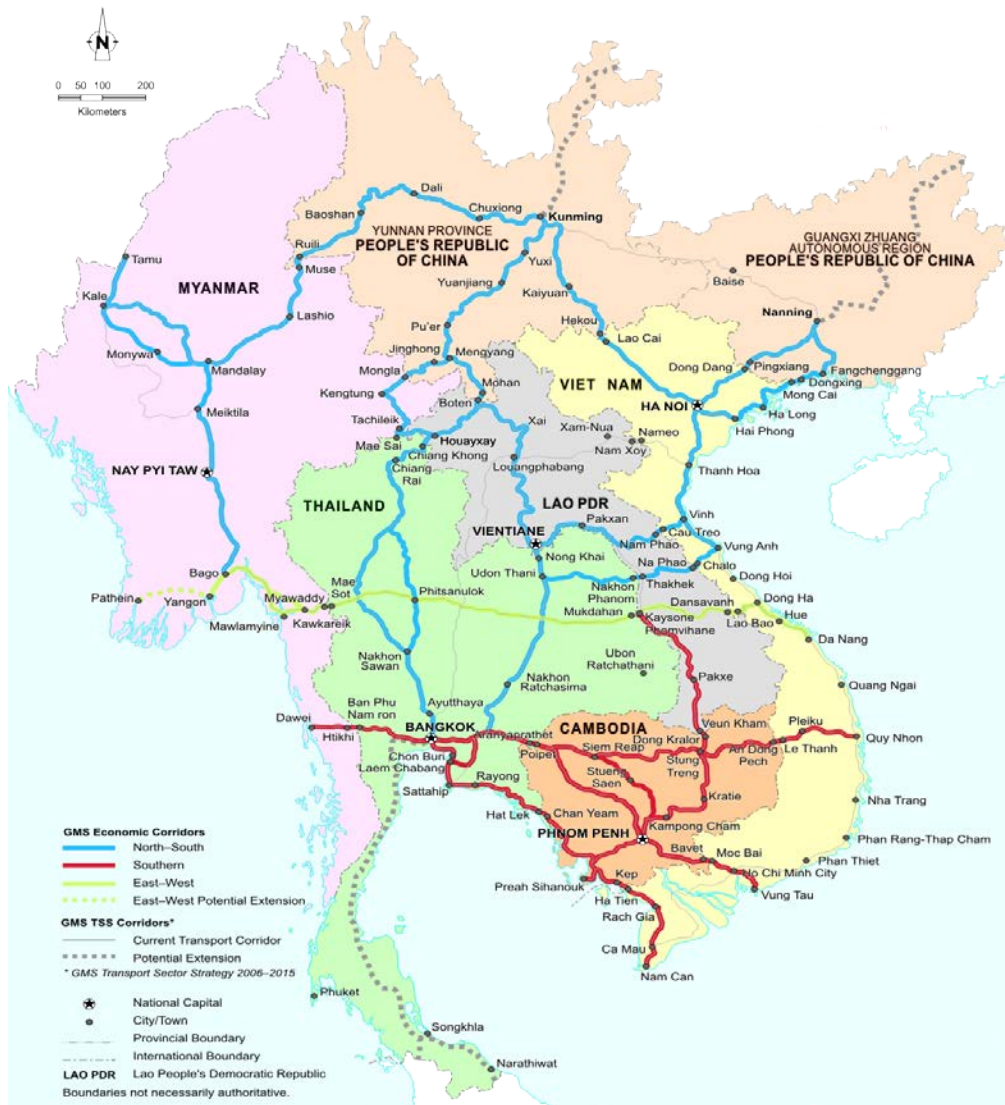 N
0 50 100 200
Kilometers
Dali
Baoshan
Chuxiong
Kunming
YUNNAN PROVINCE
PEOPLE'S REPUBLIC
OF CHINA
GUANGXI ZHUANG
AUTONOMOUS REGION
PEOPLE'S REPUBLIC OF CHINA
Ruili
Muse
Yuxi
Tamu
MYANMAR
Yuanjiang
Kaiyuan
Baise
Kale
Lashio
Pu'er
Hekou
Lao Cai
Nanning
Monywa
Mandalay
Jinghong
Mengyang
Mongla
VIET NAM
Dong Dang
Pingxiang
Fangchenggang
Dongxing
Mong Cai
Kengtung
Mohan
Boten
HA NOI
Ha Long
Hai Phong
Meiktila
Tachileik
Mae Sai
Houayxay
Chiang Khong
Chiang
Rai
Xai
Xam-Nua
Nameo
Nam Xoy
Louangphabang
Thanh Hoa
NAY PYI TAW
THAILAND
LAO PDR
VIENTIANE
Pakxan
Vinh
Cau Treo
Nam Phao
Vung Anh
Nong Khai
Na Phao
Chalo
Bago
Udon Thani
Nakhon
Phanom
Thakhek
Dong Hoi
Pathein
Yangon
Myawaddy
Mae
Sot
Phitsanulok
Mukdahan
Kaysone
Phomvihane
Dansavanh
Dong Ha
Lao Bao
Hue
Mawlamyine
Kawkareik
Da Nang
Nakhon
Sawan
Ubon
Ratchathani
Pakxe
Nakhon
Ratchasima
Quang Ngai
Dawei
Htikhi
Ban Phu
Nam ron
Ayutthaya
BANGKOK
Aranyaprathet
Poipet
CAMBODIA
Siem Reap
Dong Kralor
Veun Kham
Stung
Treng
Pleiku
An Dong
Pech
Le Thanh
Quy Nhon
Chon Buri
Laem Chabang
Stueng
Saen
Sattahip
Rayong
Kratie
Nha Trang
Hat Lek
Chan Yeam
Kampong Cham
PHNOM PENH
Bavet
Moc Bai
Phan Rang-Thap Cham
Phan Thiet
Ho Chi Minh City
Preah Sihanouk
Kep
Ha Tien
Vung Tau
Rach Gia
Ca Mau
Nam Can
Phuket
Songkhla
Narathiwat
GMS Economic Corridors
North–South
Southern
East–West
East–West Potential Extension
GMS TSS Corridors*
Current Transport Corridor
Potential Extension
* GMS Transport Sector Strategy 2006–2015
National Capital
City/Town
Provincial Boundary
International Boundary
LAO PDR Lao People's Democratic Republic
Boundaries not necessarily authoritative.